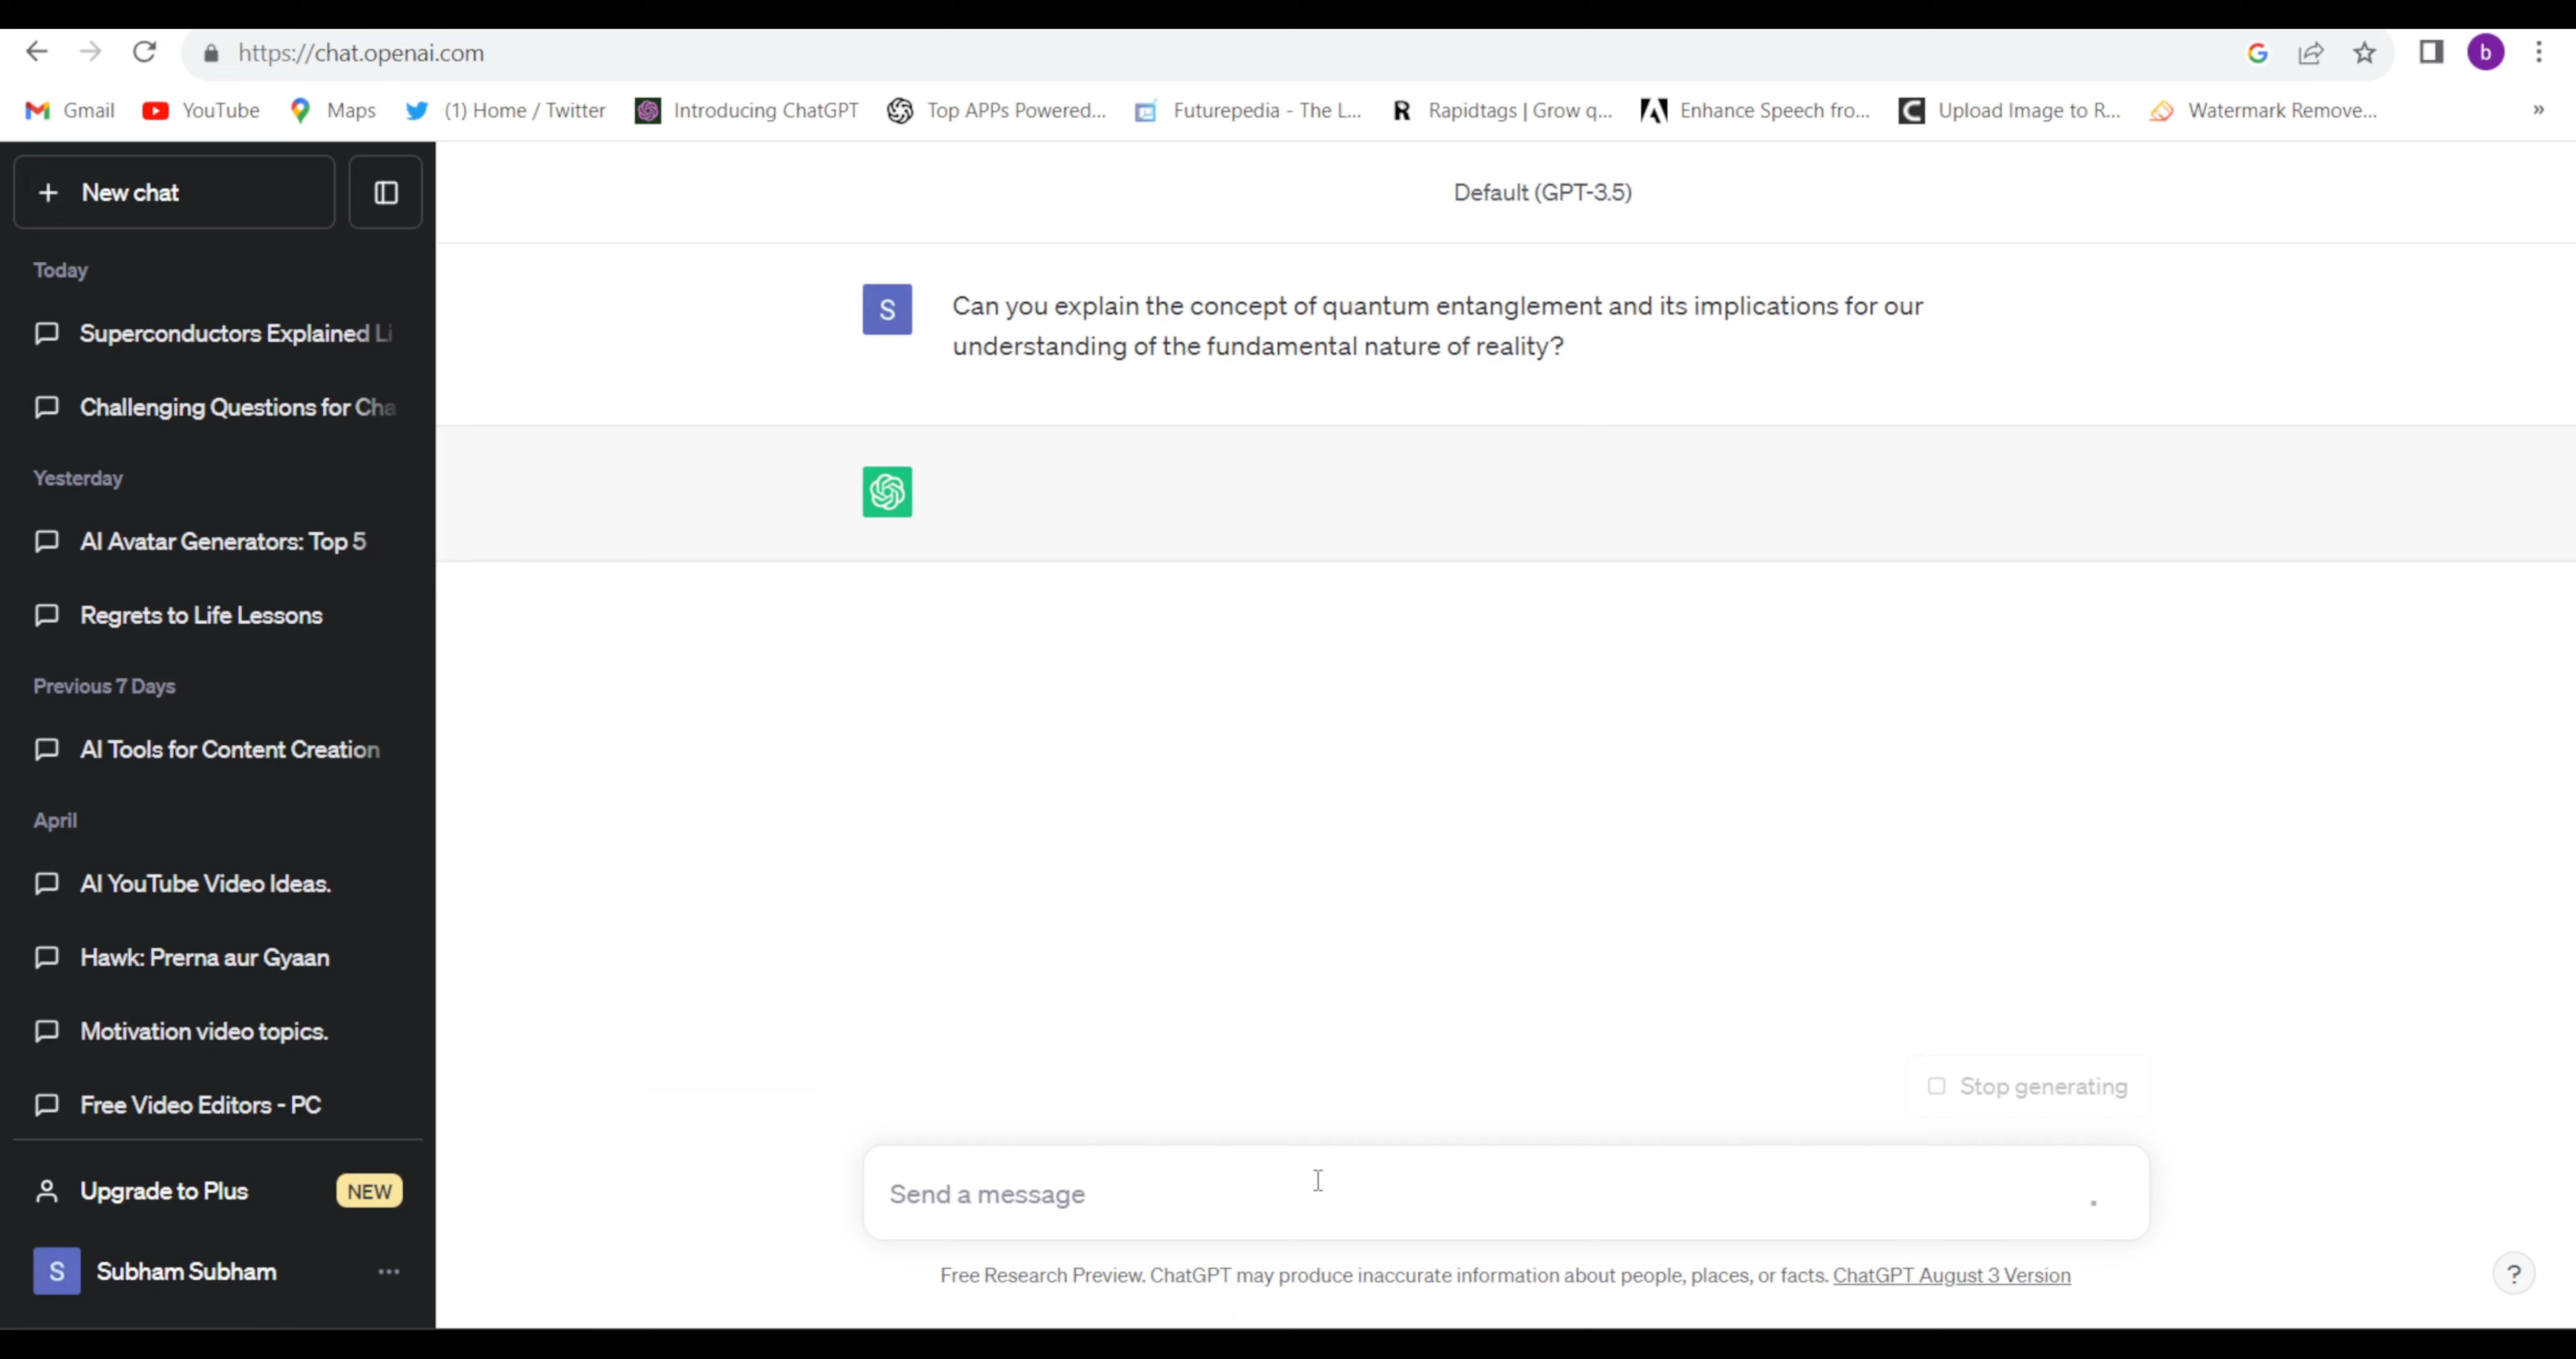 https://chat.openai.com
b
Gmail YouTube Maps (1) Home / Twitter Introducing ChatGPT Top APPs Powered... Futurepedia - The L... Rapidtags | Grow q... Enhance Speech fro... Upload Image to R... Watermark Remove... »
New chat
Today
Superconductors Explained Li
Challenging Questions for Cha
Yesterday
AI Avatar Generators: Top 5
Regrets to Life Lessons
Previous 7 Days
AI Tools for Content Creation
April
AI YouTube Video Ideas.
Hawk: Prerna aur Gyaan
Motivation video topics.
Free Video Editors - PC
Upgrade to Plus NEW
S Subham Subham
Default (GPT-3.5)
S
Can you explain the concept of quantum entanglement and its implications for our
understanding of the fundamental nature of reality?
Stop generating
Send a message
Free Research Preview. ChatGPT may produce inaccurate information about people, places, or facts. ChatGPT August 3 Version
?